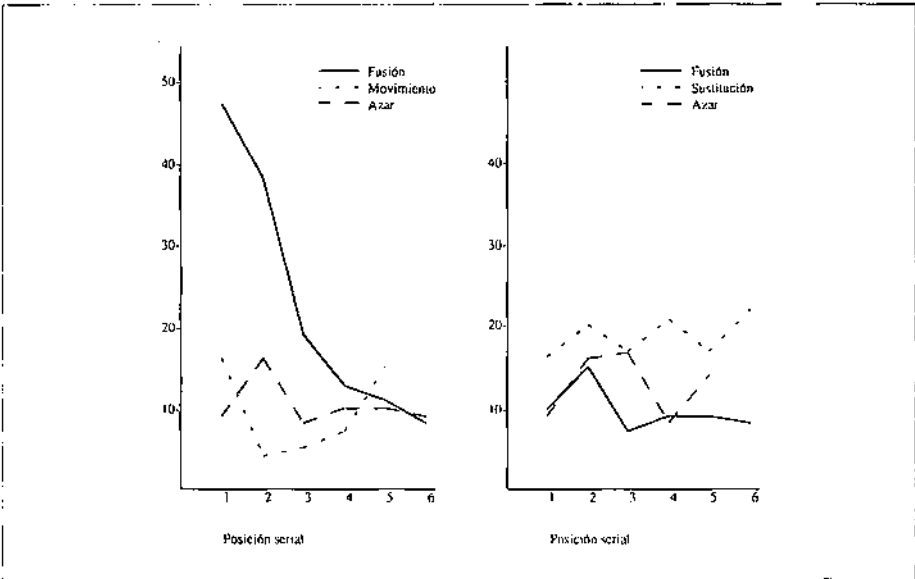 Fusión
Movimiento
Azar
50
40
30
20
10
1 2 3 4 5 6
Posición serial
Fusión
Sustitución
Azar
40
30
20
10
1 2 3 4 5 6
Posición serial